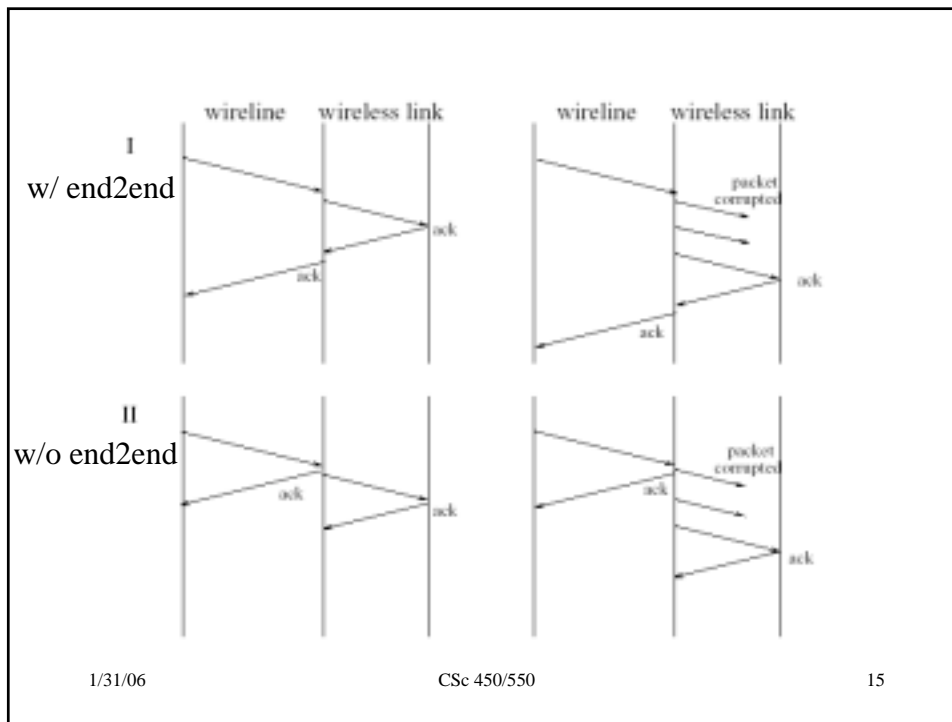 wireline wireless link wireline wireless link
I
w/ end2end
packet
corrupted
ack
ack
ack
ack
II
w/o end2end
packet
corrupted
ack
ack
ack
ack
1/31/06 CSc 450/550 15